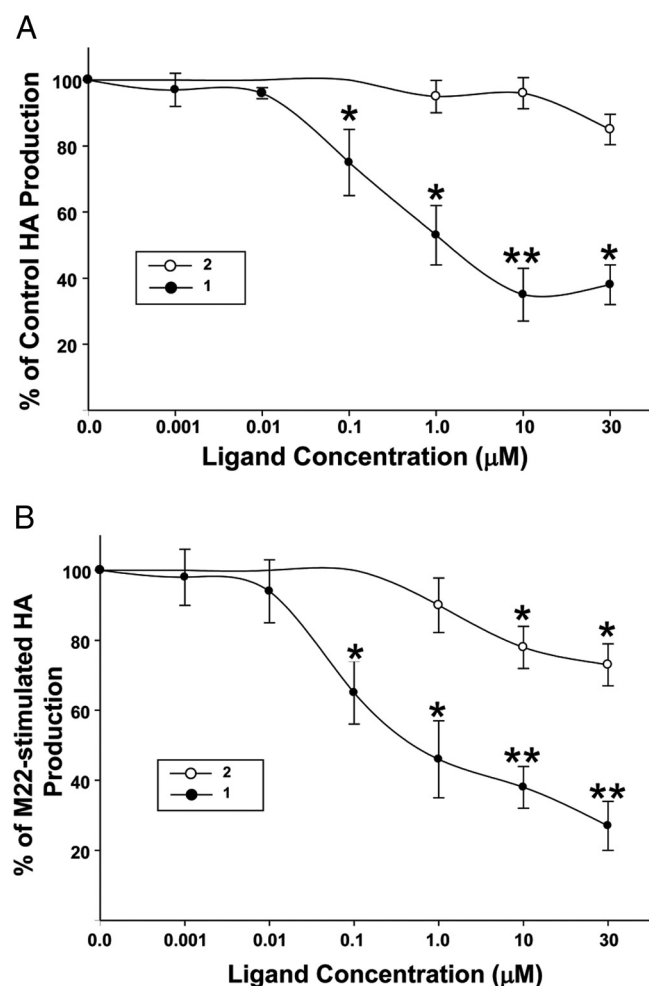 A
% of Control HA Production
100
80
60
40
20
* * ** *
2
1
0.0 0.001 0.01 0.1 1.0 10 30
Ligand Concentration (μM)
B
% of M22-stimulated HA
Production
100
80
60
40
20
* * ** **
* *
2
1
0.0 0.001 0.01 0.1 1.0 10 30
Ligand Concentration (μM)